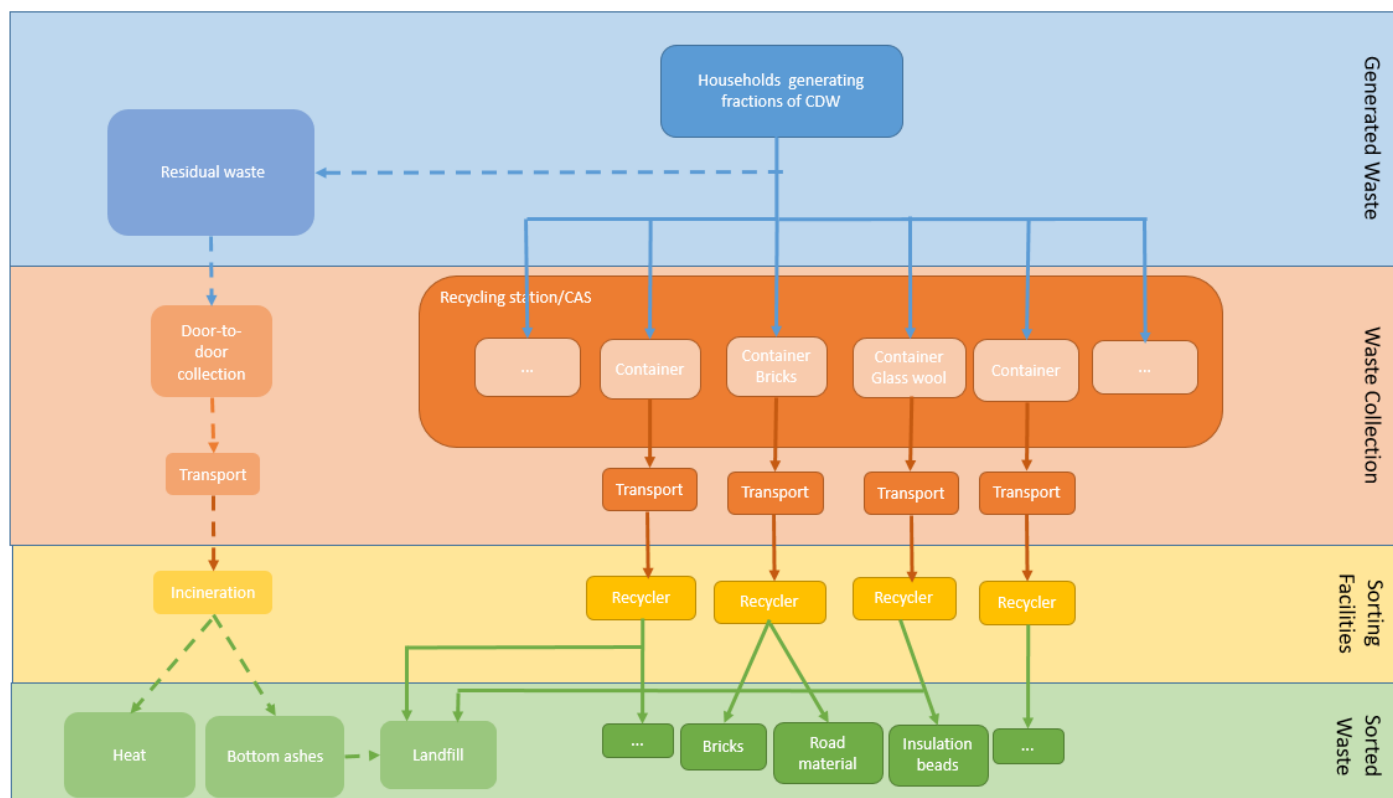 Generated Waste
Households generating
fractions of CDW
Residual waste
Waste Collection
Recycling station/CAS
Door-to-
door
collection
...
Container
Container
Bricks
Container
Glass wool
Container
...
Transport
Transport
Transport
Transport
Transport
Sorting
Facilities
Incineration
Recycler
Recycler
Recycler
Recycler
Sorted
Waste
Heat
Bottom ashes
Landfill
...
Bricks
Road
material
Insulation
beads
...